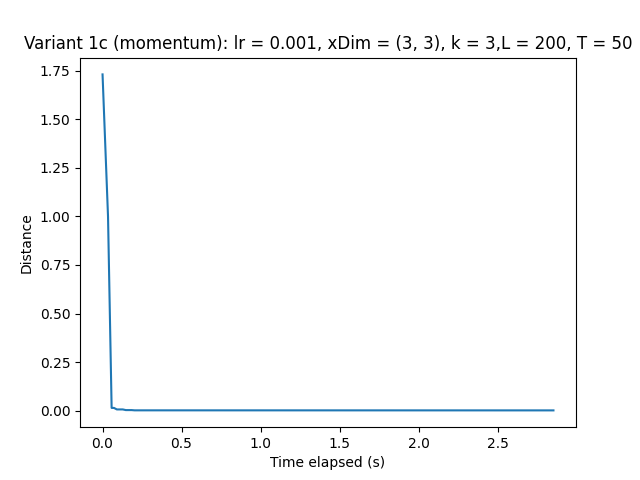 Variant 1c (momentum): lr = 0.001, xDim = (3, 3), k = 3,L = 200, T = 50
1.75
1.50
1.25
1.00
0.75
0.50
0.25
0.00
Distance
0.0 0.5 1.0 1.5 2.0 2.5
Time elapsed (s)